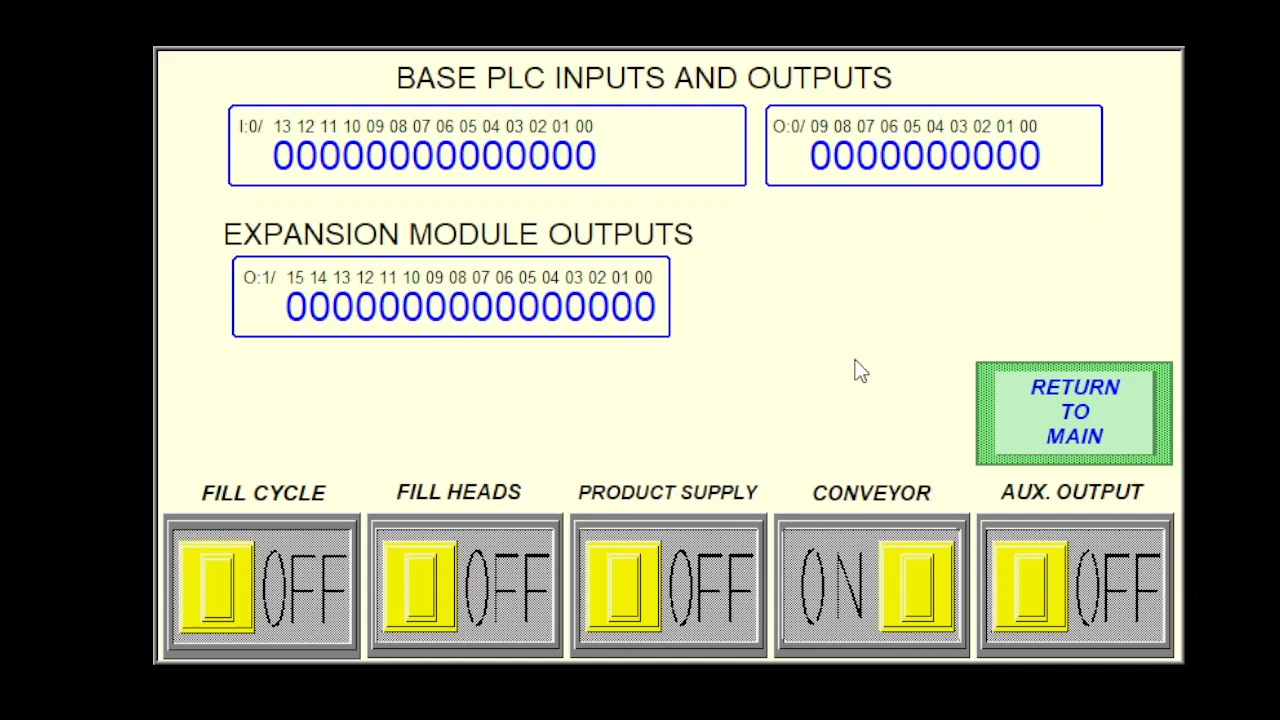 BASE PLC INPUTS AND OUTPUTS
I:0/ 13 12 11 10 09 08 07 06 05 04 03 02 01 00
00000000000000
O:0/ 09 08 07 06 05 04 03 02 01 00
0000000000
EXPANSION MODULE OUTPUTS
O:1/ 15 14 13 12 11 10 09 08 07 06 05 04 03 02 01 00
0000000000000000
RETURN
TO
MAIN
FILL CYCLE
FILL HEADS
PRODUCT SUPPLY
CONVEYOR
AUX. OUTPUT
OFF
OFF
OFF
ON
OFF